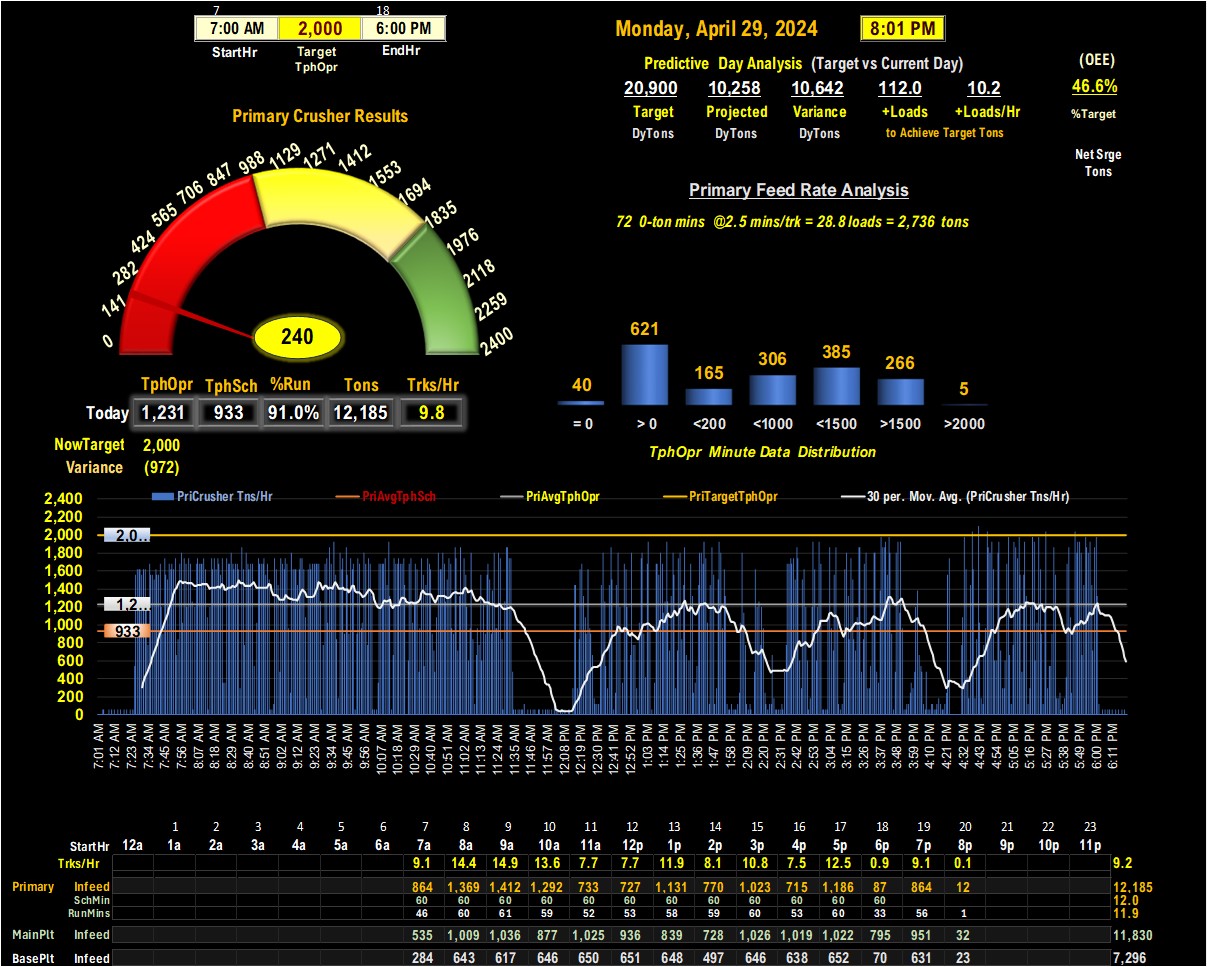 7 18
7:00 AM 2,000 6:00 PM
StartHr Target TphOpr EndHr
Monday, April 29, 2024 8:01 PM
Predictive Day Analysis (Target vs Current Day) (OEE)
20,900 10,258 10,642 112.0 10.2 46.6%
Target Projected Variance +Loads +Loads/Hr %Target
DyTons DyTons DyTons to Achieve Target Tons
Net Srge
Tons
Primary Crusher Results
0 141 282 424 565 706 847 988 1129 1271 1412 1553 1694 1835 1976 2118 2259 2400
240
Primary Feed Rate Analysis
72 0-ton mins @2.5 mins/trk = 28.8 loads = 2,736 tons
40 621 165 306 385 266 5
= 0 > 0 <200 <1000 <1500 >1500 >2000
TphOpr Minute Data Distribution
TphOpr TphSch %Run Tons Trks/Hr
Today 1,231 933 91.0% 12,185 9.8
NowTarget 2,000
Variance (972)
PriCrusher Tns/Hr PriAvgTphSch PriAvgTphOpr PriTargetTphOpr 30 per. Mov. Avg. (PriCrusher Tns/Hr)
2,400
2,200
2,000 2,0..
1,800
1,600
1,400
1,200 1,2..
1,000 933
800
600
400
200
0
7:01 AM 7:12 AM 7:23 AM 7:34 AM 7:45 AM 7:56 AM 8:07 AM 8:18 AM 8:29 AM 8:40 AM 8:51 AM 9:02 AM 9:12 AM 9:23 AM 9:34 AM 9:45 AM 9:56 AM 10:07 AM 10:18 AM 10:29 AM 10:40 AM 10:51 AM 11:02 AM 11:13 AM 11:24 AM 11:35 AM 11:46 AM 11:57 AM 12:08 PM 12:19 PM 12:30 PM 12:41 PM 12:52 PM 1:03 PM 1:14 PM 1:25 PM 1:36 PM 1:47 PM 1:58 PM 2:09 PM 2:20 PM 2:31 PM 2:42 PM 2:53 PM 3:04 PM 3:15 PM 3:26 PM 3:37 PM 3:48 PM 3:59 PM 4:10 PM 4:21 PM 4:32 PM 4:43 PM 4:54 PM 5:05 PM 5:16 PM 5:27 PM 5:38 PM 5:49 PM 6:00 PM 6:11 PM
1 2 3 4 5 6 7 8 9 10 11 12 13 14 15 16 17 18 19 20 21 22 23
StartHr 12a 1a 2a 3a 4a 5a 6a 7a 8a 9a 10a 11a 12p 1p 2p 3p 4p 5p 6p 7p 8p 9p 10p 11p
Trks/Hr 9.1 14.4 14.9 13.6 7.7 7.7 11.9 8.1 10.8 7.5 12.5 0.9 9.1 0.1 9.2
Primary Infeed 864 1,369 1,412 1,292 733 727 1,131 770 1,023 715 1,186 87 864 12 12,185
SchMin 60 60 60 60 60 60 60 60 60 60 60 60 12.0
RunMins 46 60 61 59 52 53 58 59 60 53 60 33 56 1 11.9
MainPlt Infeed 535 1,009 1,036 877 1,025 936 839 728 1,026 1,019 1,022 795 951 32 11,830
BasePlt Infeed 284 643 617 646 650 651 648 497 646 638 652 70 631 23 7,296